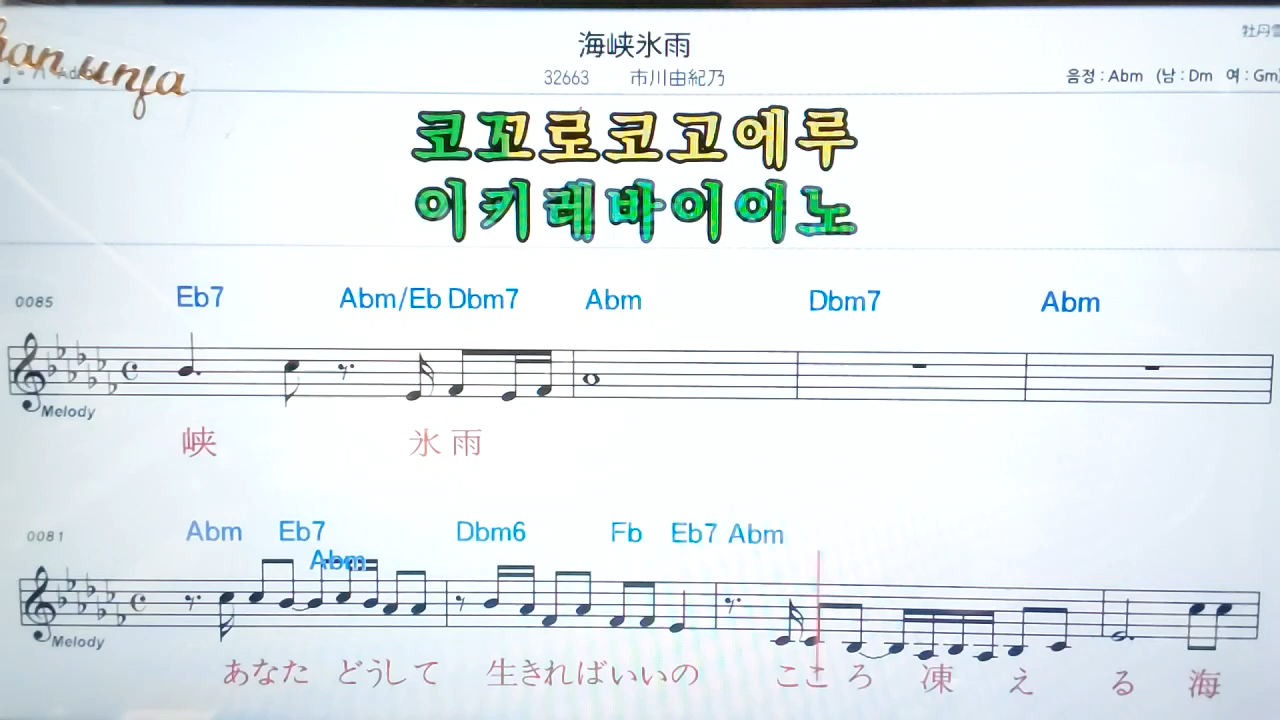 海峡氷雨
牡丹雪
32663 市川由紀乃
음정 : Abm (남 : Dm 여 : Gm)
코꼬로코고에루
이키레바이이노
0085 Eb7 Abm/Eb Dbm7 Abm Dbm7 Abm
Melody
峡 氷雨
0081 Abm Eb7 Abm Dbm6 Fb Eb7 Abm
Melody
あなた どうして 生きればいいの こころ 凍 え る 海